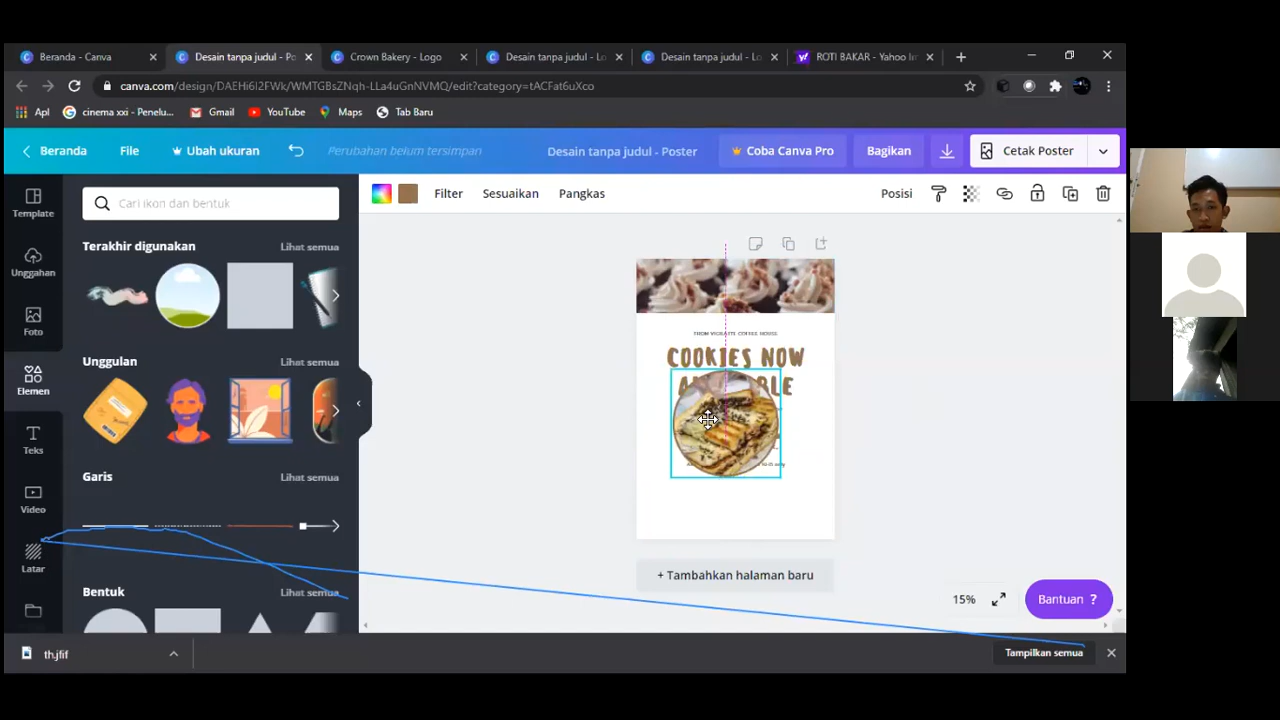 Beranda - Canva
Desain tanpa judul - Po
Crown Bakery - Logo
Desain tanpa judul - Lo
Desain tanpa judul - Lo
ROTI BAKAR - Yahoo Im
canva.com/design/DAEHi6I2FWk/WMTGBsZNqh-LLa4uGnNVMQ/edit?category=tACFat6uXco
Apl
cinema xxi - Penelu...
Gmail
YouTube
Maps
Tab Baru
Beranda
File
Ubah ukuran
Perubahan belum tersimpan
Desain tanpa judul - Poster
Coba Canva Pro
Bagikan
Cetak Poster
Template
Unggahan
Foto
Elemen
Teks
Video
Latar
Cari ikon dan bentuk
Terakhir digunakan
Lihat semua
Unggulan
Lihat semua
Garis
Lihat semua
Bentuk
Lihat semua
Filter
Sesuaikan
Pangkas
Posisi
COOKIES NOW
+ Tambahkan halaman baru
15%
Bantuan ?
th.jfif
Tampilkan semua